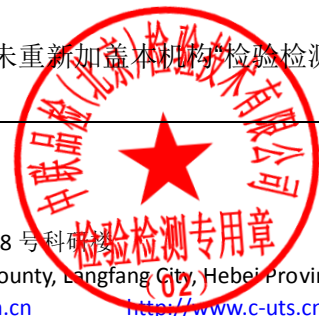 未重新加盖本机构“检验检测
中联品检（北京）检验技术有限公司
8 号科研楼
检验检测专用章
ounty, Langfang City, Hebei Provin
(02)
.cn http://www.c-uts.cn